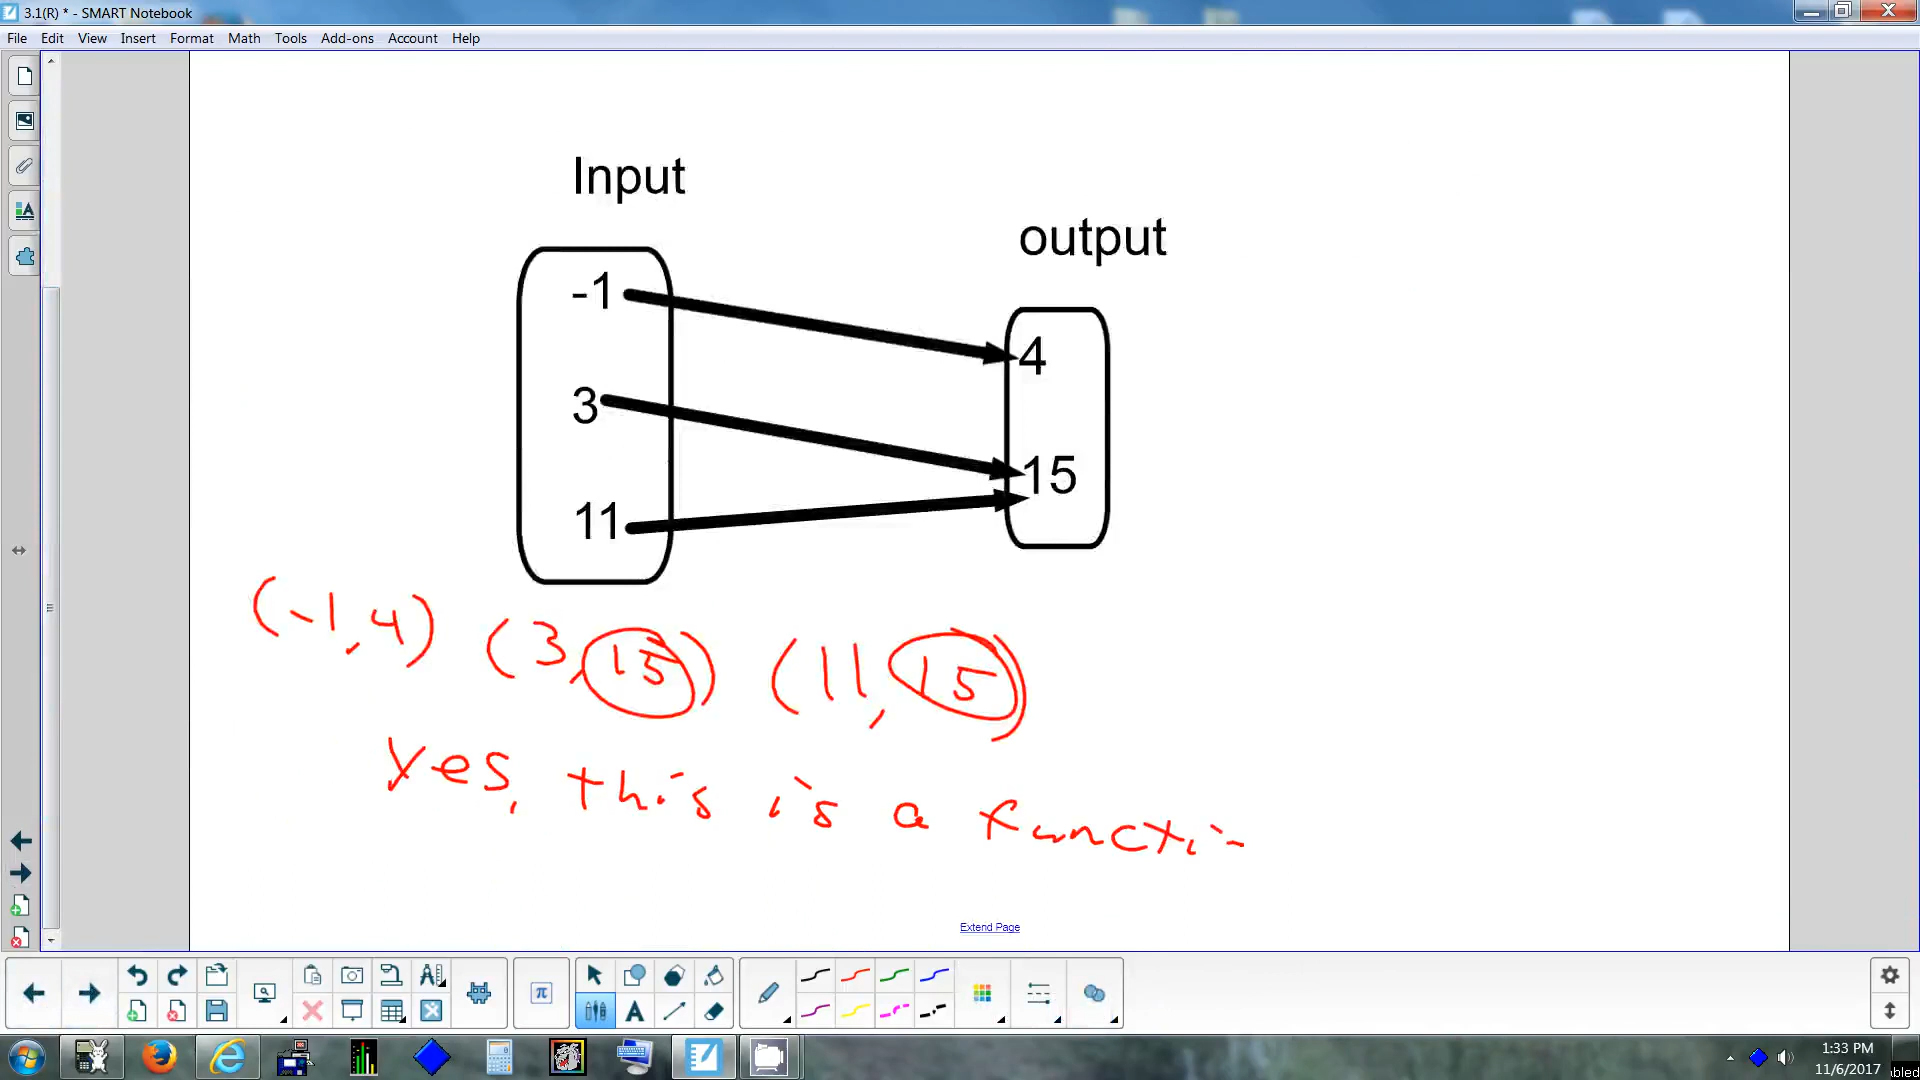 3.1(R) * - SMART Notebook
File Edit View Insert Format Math Tools Add-ons Account Help
Input
output
-1
4
3
15
11
(-1,4) (3,15) (11,15)
yes, this is a functi
Extend Page
π
A
1:33 PM
11/6/2017
bled